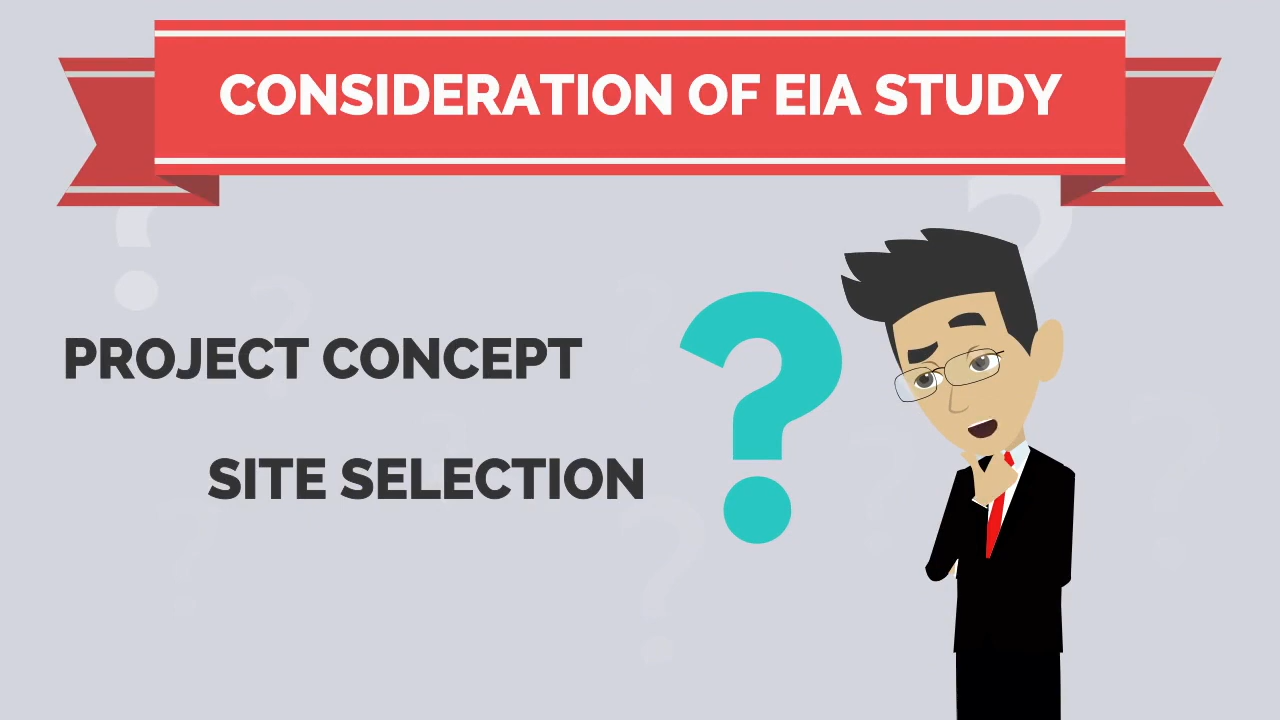 CONSIDERATION OF EIA STUDY
PROJECT CONCEPT
SITE SELECTION
?